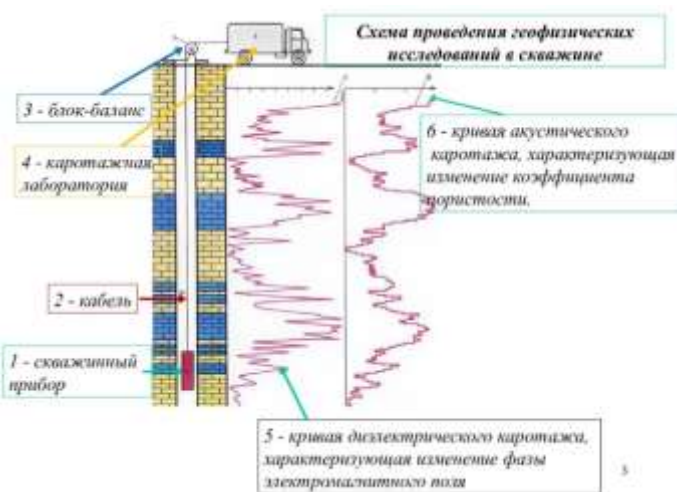 Схема проведения геофизических
исследований в скважине
3 - блок-баланс
4 - каротажная
лаборатория
6 - кривая акустического
каротажа, характеризующая
изменение коэффициента
пористости.
2 - кабель
1 - скважинный
прибор
5 - кривая диэлектрического каротажа,
характеризующая изменение фазы
электромагнитного поля